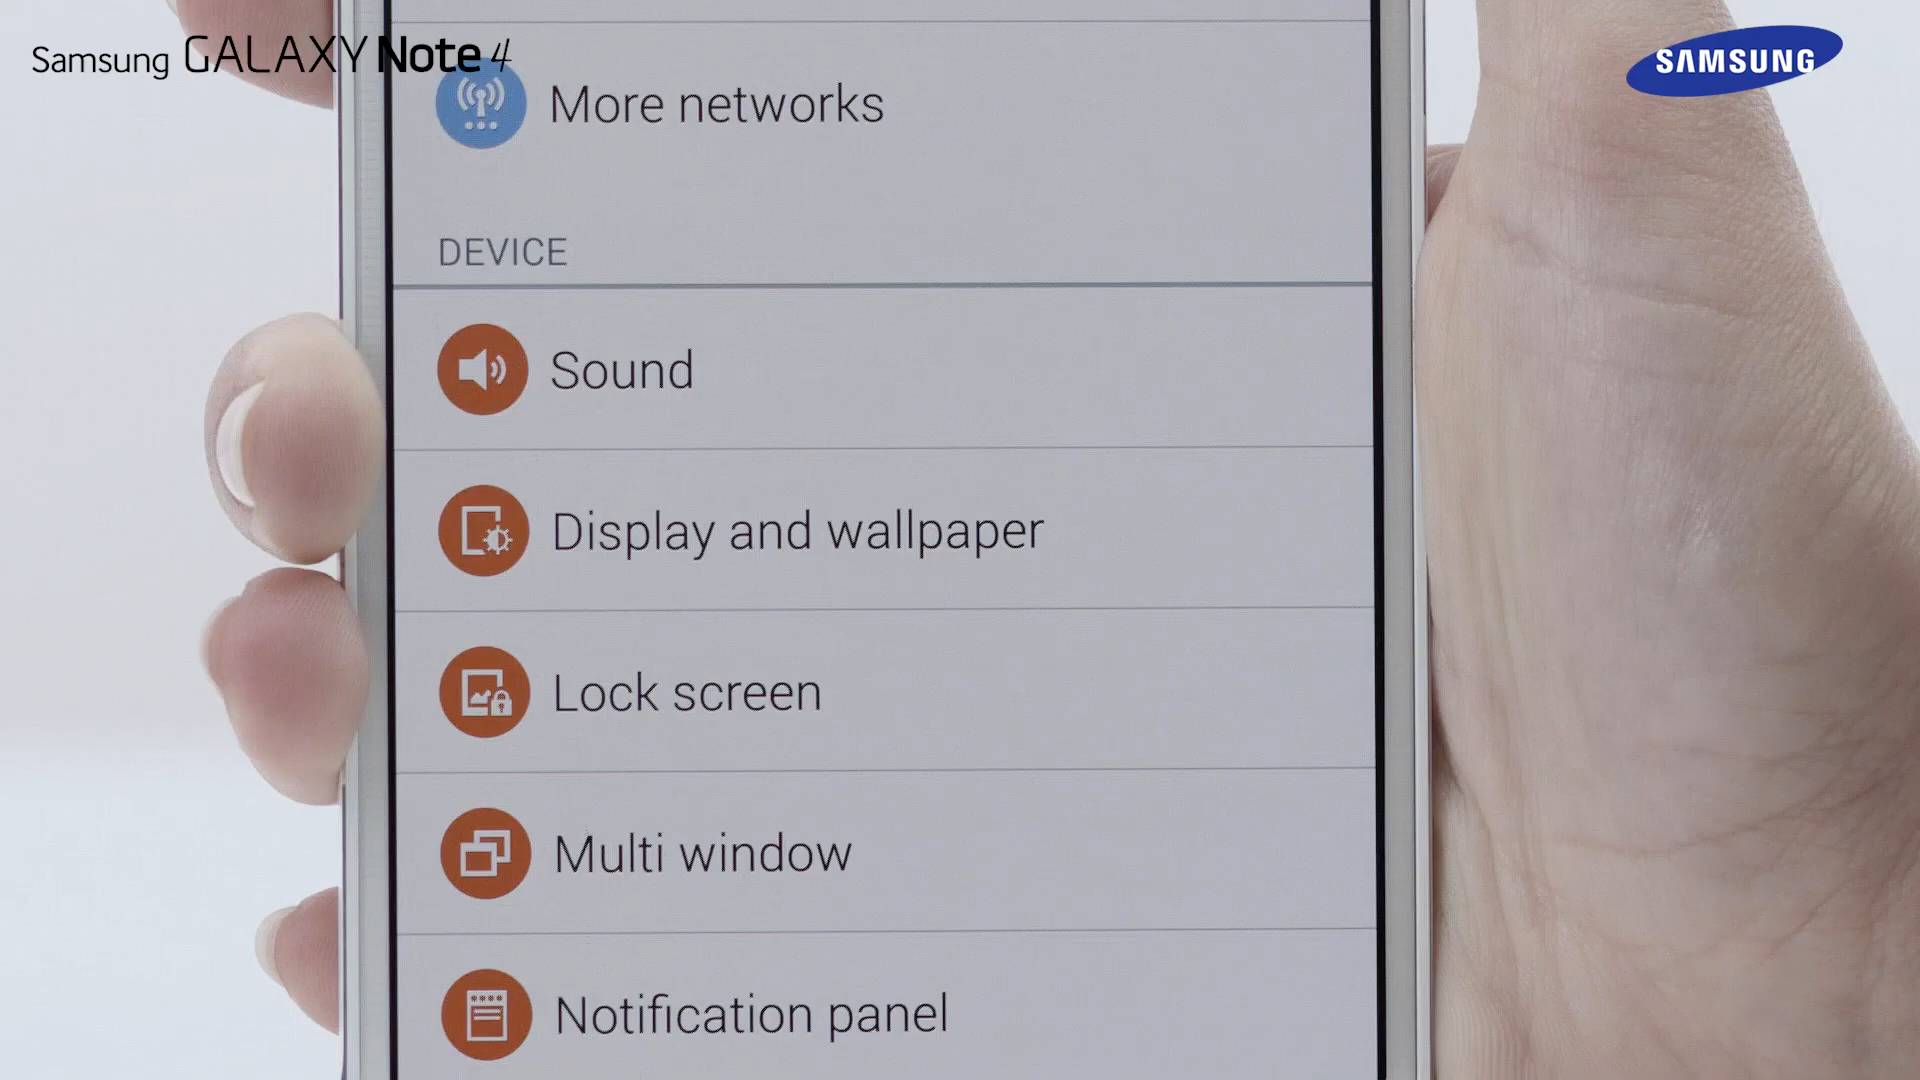 Samsung GALAXY Note 4
SAMSUNG
More networks
DEVICE
Sound
Display and wallpaper
Lock screen
Multi window
Notification panel